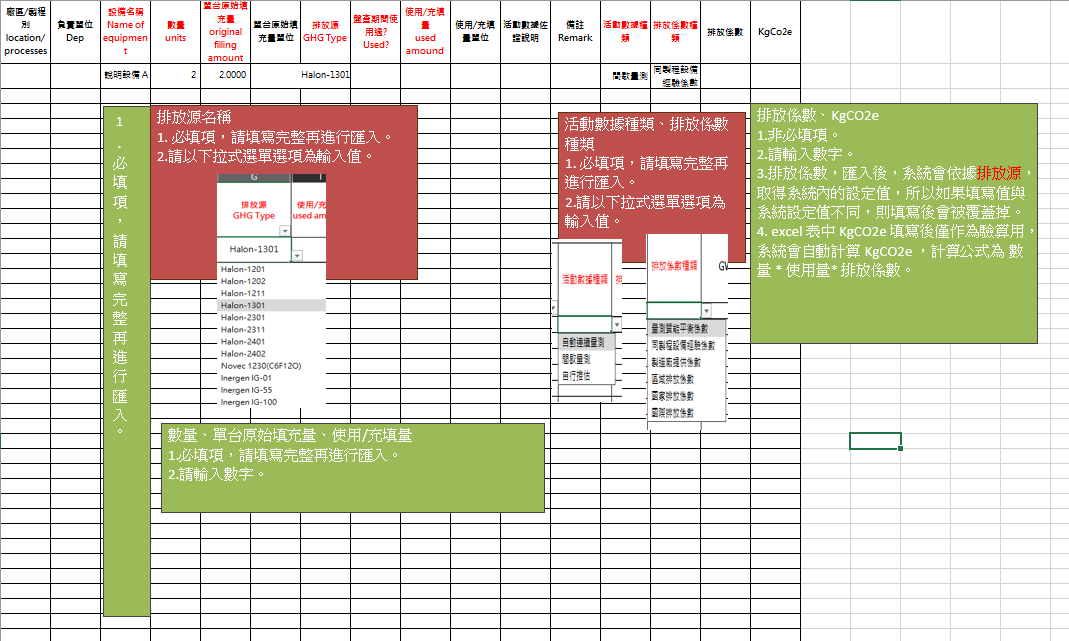 廠區/製程別 location/ processes
負責單位 Dep
設備名稱 Name of equipment
數量 units
單台原始填充量 original filling amount
單台原始填充量單位
排放源 GHG Type
盤查期間使用過? Used?
使用/充填量 used amound
使用/充填量單位
活動數據佐證說明
備註 Remark
活動數據種類
排放係數種類
排放係數
KgCo2e
說明設備 A
2
2.0000
Halon-1301
間歇量測
同製程設備經驗係數
1.必填項，請填寫完整再進行匯入。
排放源名稱
1. 必填項，請填寫完整再進行匯入。
2.請以下拉式選單選項為輸入值。
G
I
排放源
GHG Type
使用/充
used am
Halon-1301
Halon-1201
Halon-1202
Halon-1211
Halon-1301
Halon-2301
Halon-2311
Halon-2401
Halon-2402
Novec 1230(C6F12O)
Inergen IG-01
Inergen IG-55
Inergen IG-100
數量、單台原始填充量、使用/充填量
1.必填項，請填寫完整再進行匯入。
2.請輸入數字。
活動數據種類、排放係數
種類
1. 必填項，請填寫完整再
進行匯入。
2.請以下拉式選單選項為
輸入值。
活動數據種類
自動連續量測
間歇量測
自行推估
排放係數種類
GW
量測質能平衡係數
同製程設備經驗係數
製造廠提供係數
區域排放係數
國家排放係數
國際排放係數
排放係數、KgCO2e
1.非必填項。
2.請輸入數字。
3.排放係數，匯入後，系統會依據排放源，
取得系統內的設定值，所以如果填寫值與
系統設定值不同，則填寫後會被覆蓋掉。
4. excel 表中 KgCO2e 填寫後僅作為驗算用，
系統會自動計算 KgCO2e ，計算公式為 數
量 * 使用量* 排放係數。